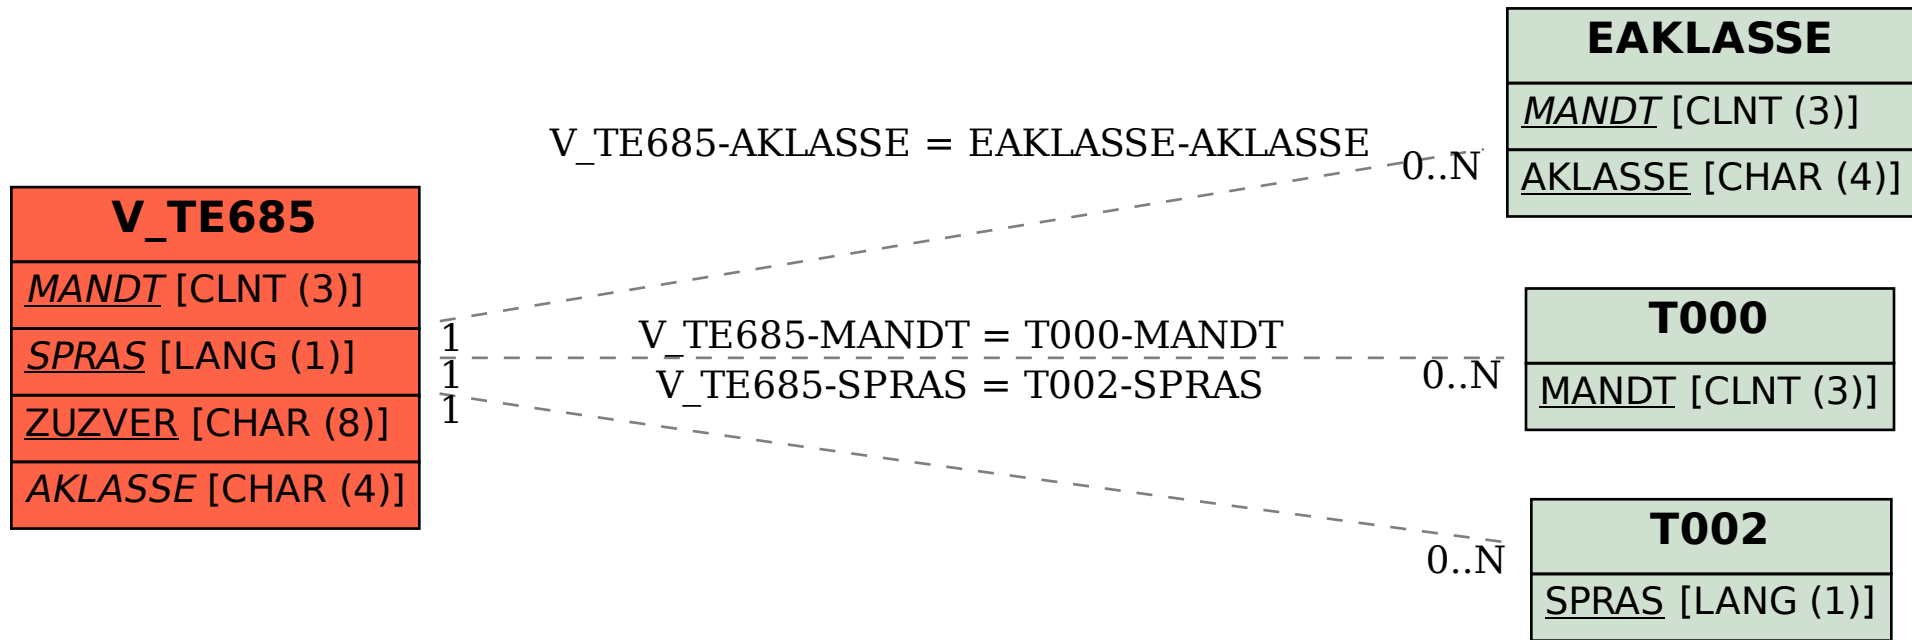 V_TE685
MANDT [CLNT (3)]
SPRAS [LANG (1)]
ZUZVER [CHAR (8)]
AKLASSE [CHAR (4)]
V_TE685-AKLASSE = EAKLASSE-AKLASSE
0..N
1
V_TE685-MANDT = T000-MANDT
1
0..N
V_TE685-SPRAS = T002-SPRAS
1
0..N
EAKLASSE
MANDT [CLNT (3)]
AKLASSE [CHAR (4)]
T000
MANDT [CLNT (3)]
T002
SPRAS [LANG (1)]